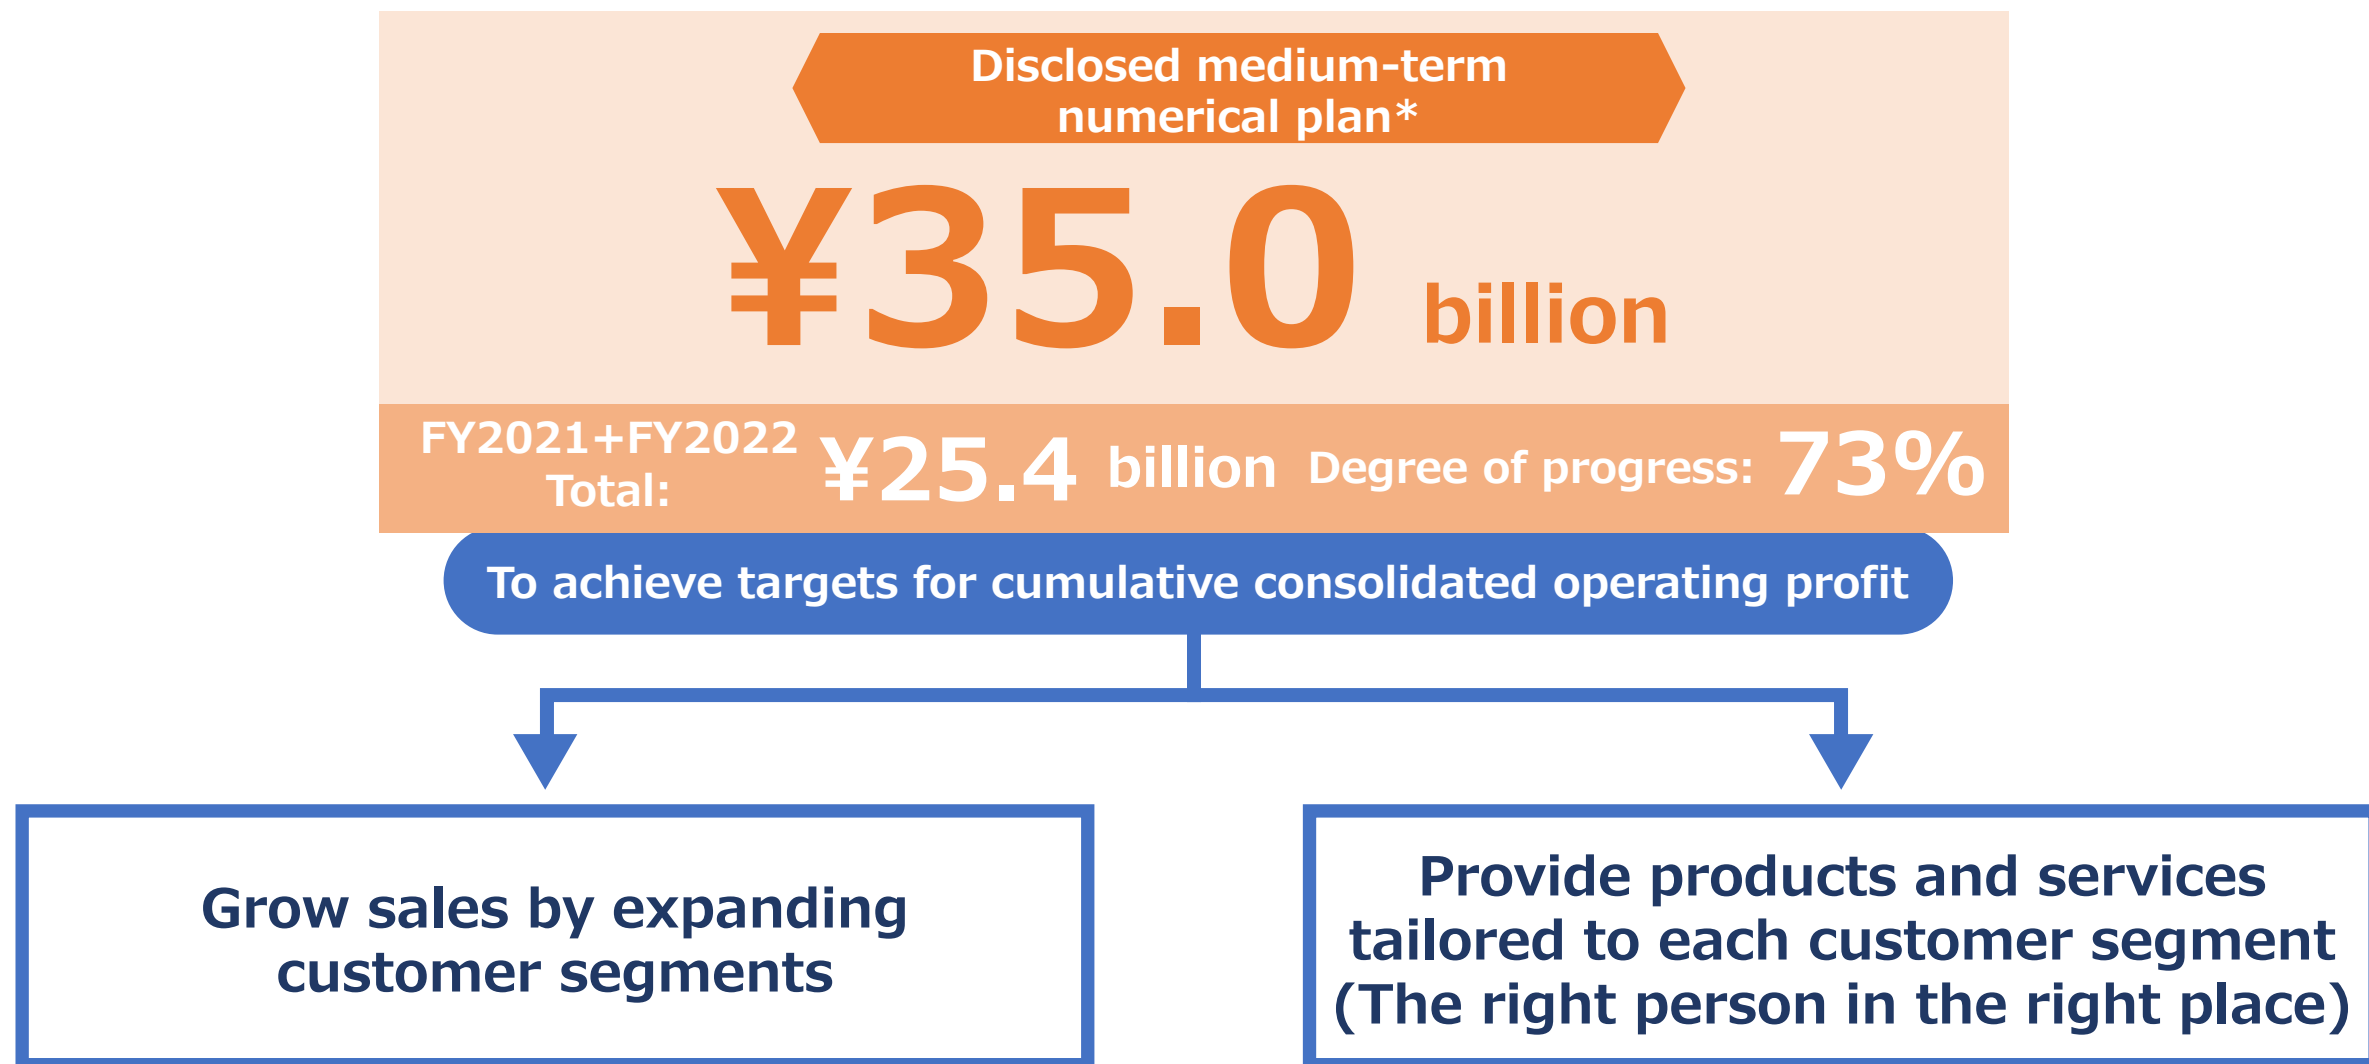 Disclosed medium-term
numerical plan*
¥35.0 billion
FY2021+FY2022
Total:
¥25.4 billion Degree of progress: 73%
To achieve targets for cumulative consolidated operating profit
Grow sales by expanding
customer segments
Provide products and services
tailored to each customer segment
(The right person in the right place)